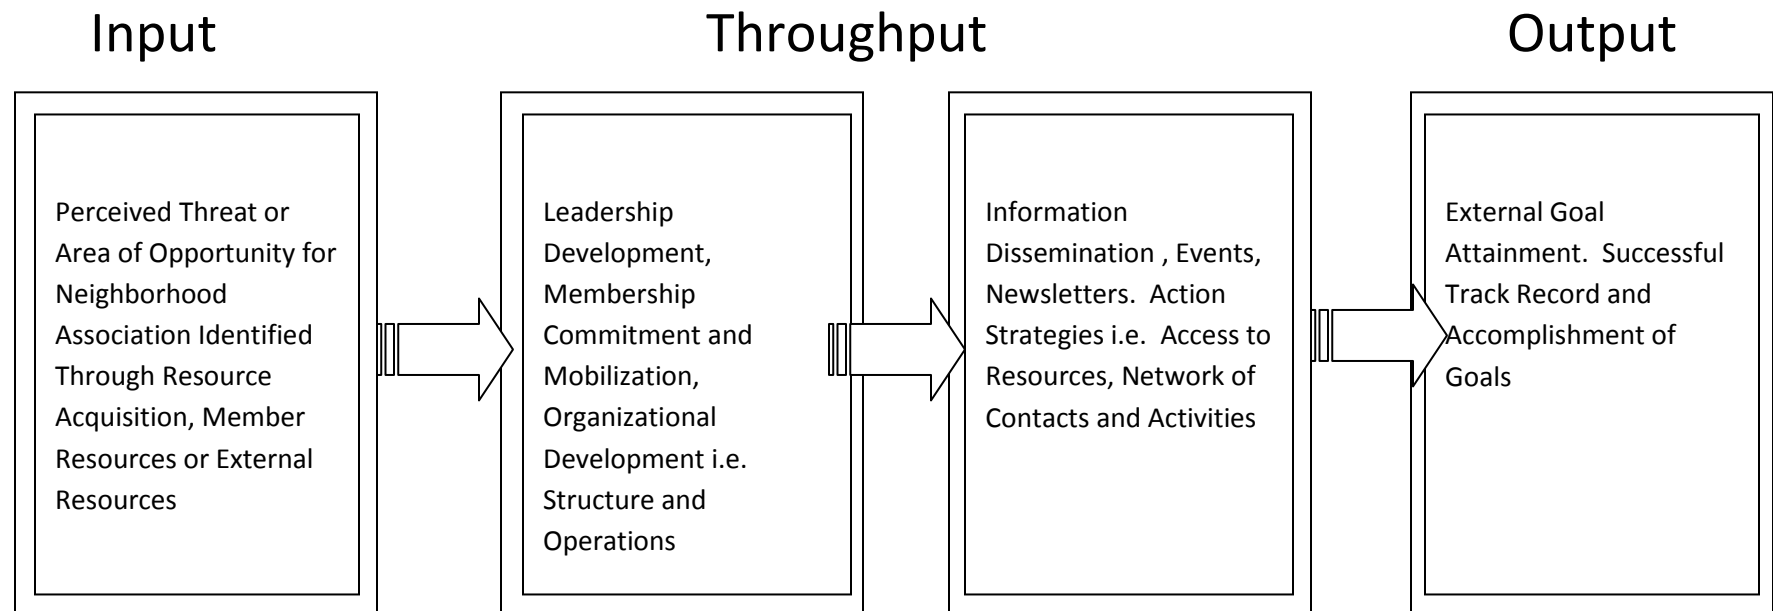 Input
Throughput
Output
Perceived Threat or
Area of Opportunity for
Neighborhood
Association Identified
Through Resource
Acquisition, Member
Resources or External
Resources
Leadership
Development,
Membership
Commitment and
Mobilization,
Organizational
Development i.e.
Structure and
Operations
Information
Dissemination , Events,
Newsletters.  Action
Strategies i.e.  Access to
Resources, Network of
Contacts and Activities
External Goal
Attainment.  Successful
Track Record and
Accomplishment of
Goals